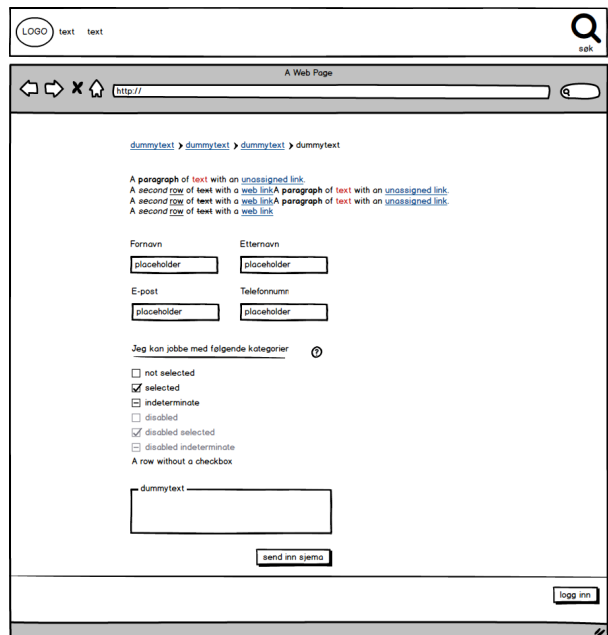 LOGO text text
søk
A Web Page
http://
dummytext dummytext dummytext dummytext
A paragraph of text with an unassigned link.
A second row of text with a web linkA paragraph of text with an unassigned link.
A second row of text with a web linkA paragraph of text with an unassigned link.
A second row of text with a web link
Fornavn Etternavn
placeholder placeholder
E-post Telefonnumn
placeholder placeholder
Jeg kan jobbe med følgende kategorier ?
not selected
selected
indeterminate
disabled
disabled selected
disabled indeterminate
A row without a checkbox
dummytext
send inn sjema
logg inn